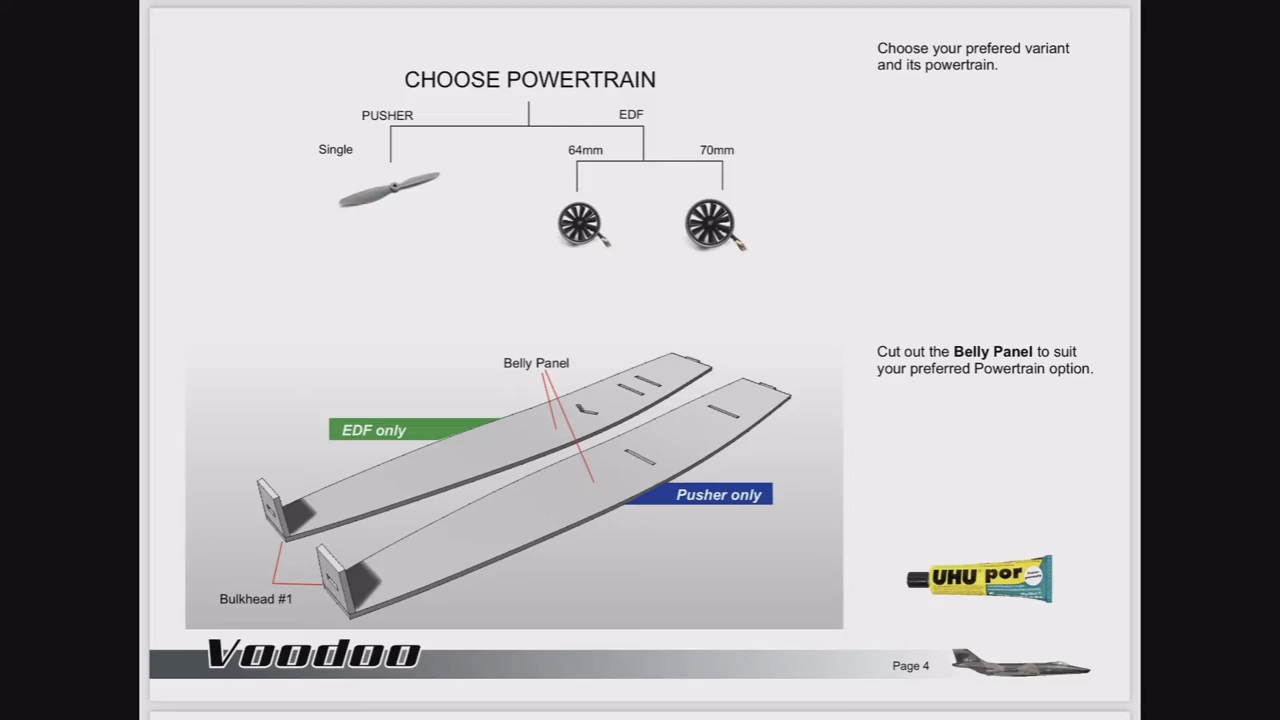 Choose your prefered variant
and its powertrain.
CHOOSE POWERTRAIN
PUSHER
EDF
Single
64mm
70mm
Cut out the Belly Panel to suit
your preferred Powertrain option.
Belly Panel
EDF only
Pusher only
Bulkhead #1
UHU por
Voodoo
Page 4